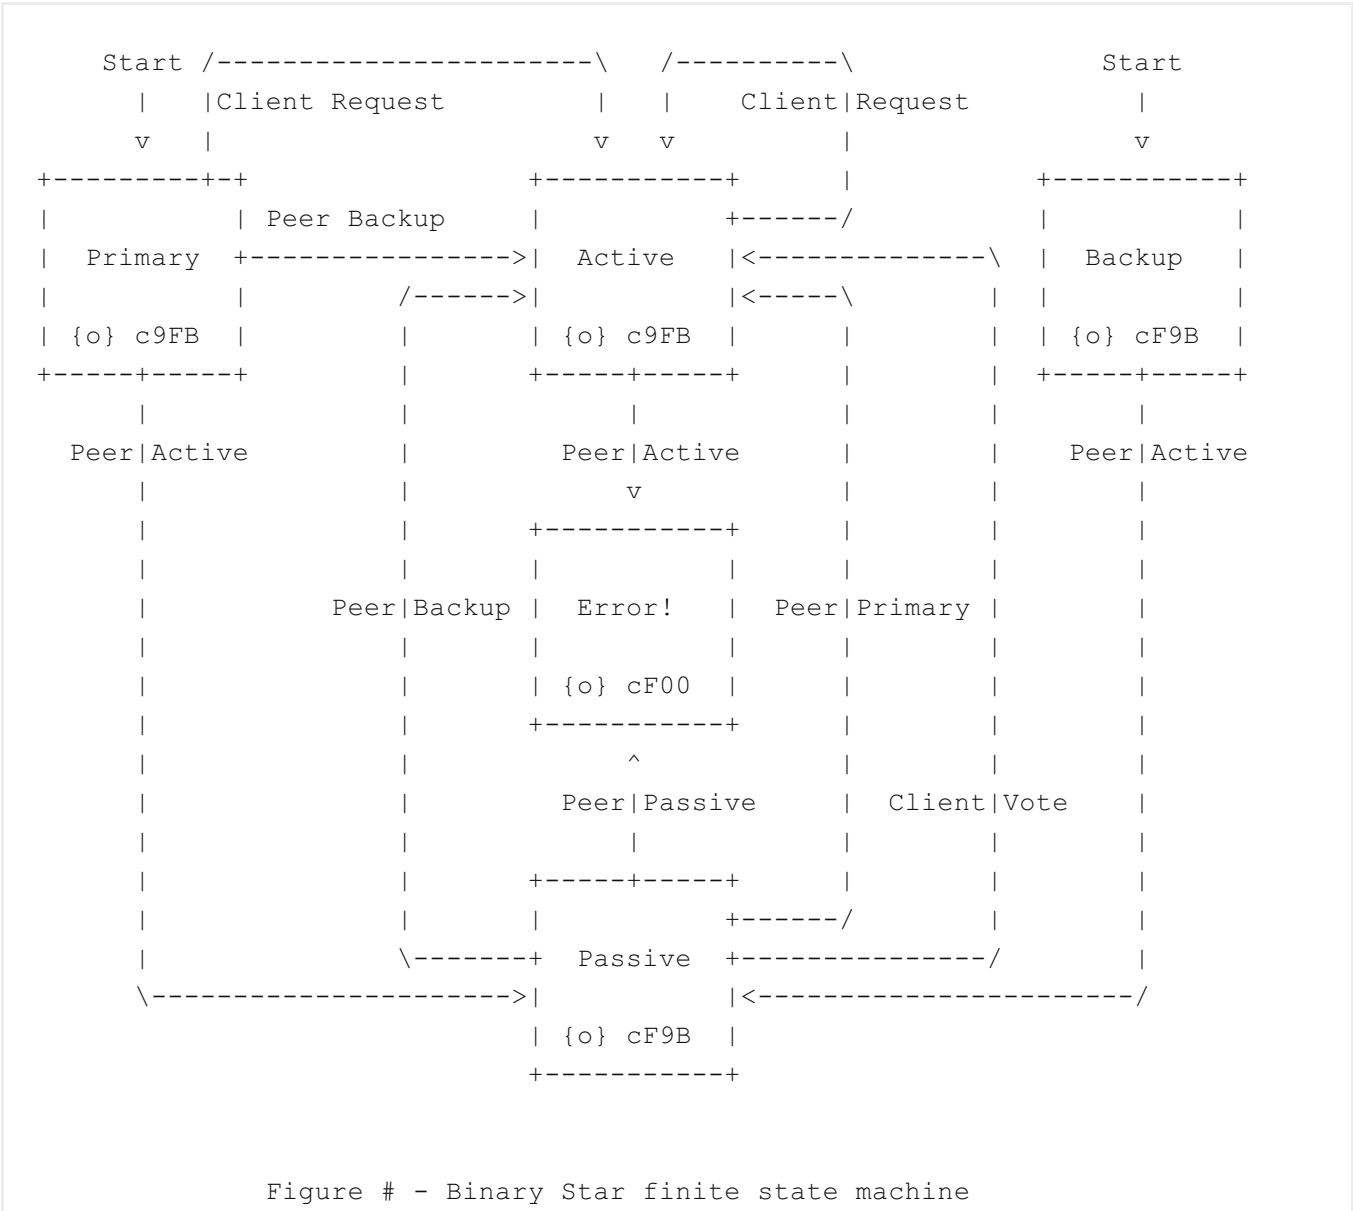 Start Start
Client Request Client Request
Peer Backup
Primary Active Backup
{o} c9FB {o} c9FB {o} cF9B
Peer Active Peer Active Peer Active
Peer Backup Error! Peer Primary
{o} cF00
Peer Passive Client Vote
Passive
{o} cF9B
Figure # - Binary Star finite state machine